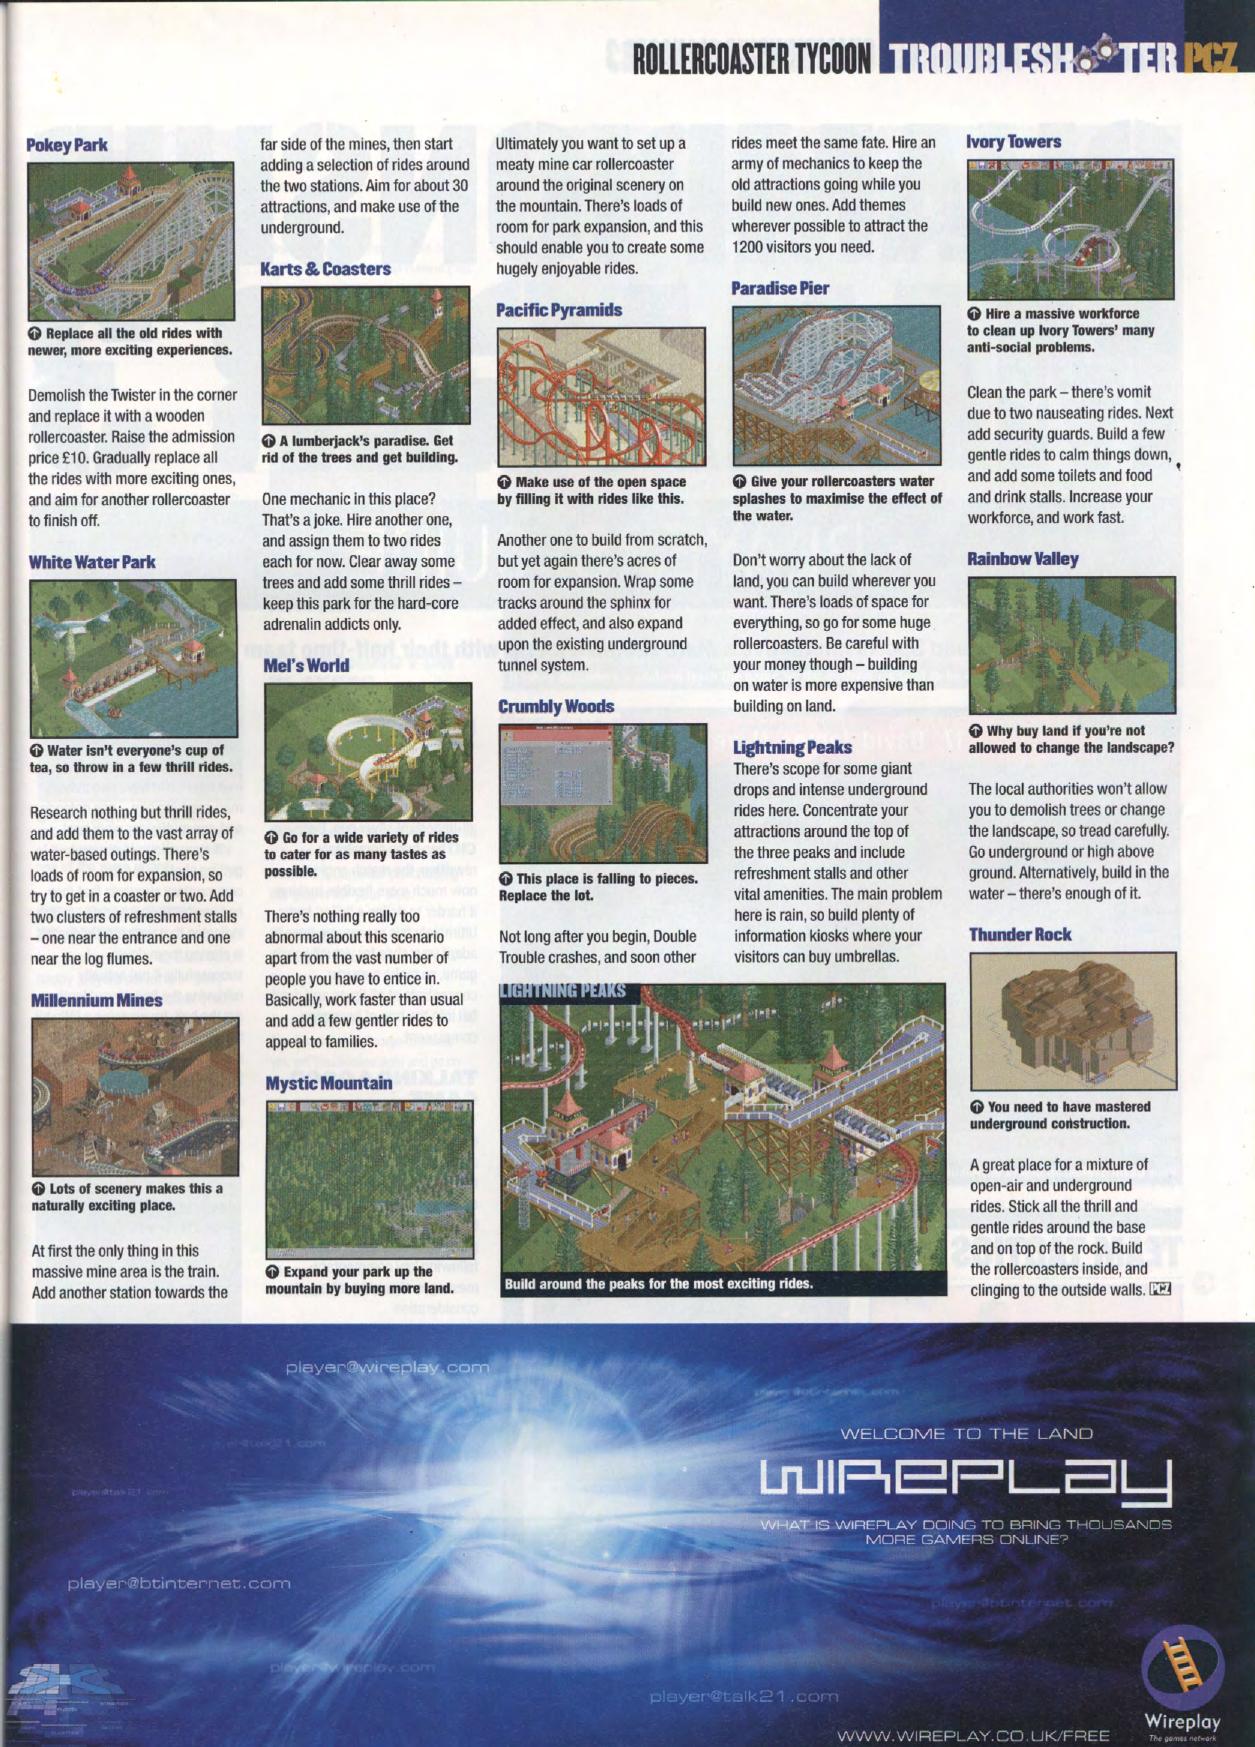 ROLLERCOASTER TYCOON TROUBLESHOOTER PCZ
Pokey Park
Replace all the old rides with
newer, more exciting experiences.
Demolish the Twister in the corner
and replace it with a wooden
rollercoaster. Raise the admission
price £10. Gradually replace all
the rides with more exciting ones,
and aim for another rollercoaster
to finish off.
White Water Park
Water isn't everyone's cup of
tea, so throw in a few thrill rides.
Research nothing but thrill rides,
and add them to the vast array of
water-based outings. There's
loads of room for expansion, so
try to get in a coaster or two. Add
two clusters of refreshment stalls
– one near the entrance and one
near the log flumes.
Millennium Mines
Lots of scenery makes this a
naturally exciting place.
At first the only thing in this
massive mine area is the train.
Add another station towards the
far side of the mines, then start
adding a selection of rides around
the two stations. Aim for about 30
attractions, and make use of the
underground.
Karts & Coasters
A lumberjack's paradise. Get
rid of the trees and get building.
One mechanic in this place?
That's a joke. Hire another one,
and assign them to two rides
each for now. Clear away some
trees and add some thrill rides –
keep this park for the hard-core
adrenalin addicts only.
Mel's World
Go for a wide variety of rides
to cater for as many tastes as
possible.
There's nothing really too
abnormal about this scenario
apart from the vast number of
people you have to entice in.
Basically, work faster than usual
and add a few gentler rides to
appeal to families.
Mystic Mountain
Expand your park up the
mountain by buying more land.
Ultimately you want to set up a
meaty mine car rollercoaster
around the original scenery on
the mountain. There's loads of
room for park expansion, and this
should enable you to create some
hugely enjoyable rides.
Pacific Pyramids
Make use of the open space
by filling it with rides like this.
Another one to build from scratch,
but yet again there's acres of
room for expansion. Wrap some
tracks around the sphinx for
added effect, and also expand
upon the existing underground
tunnel system.
Crumbly Woods
This place is falling to pieces.
Replace the lot.
Not long after you begin, Double
Trouble crashes, and soon other
rides meet the same fate. Hire an
army of mechanics to keep the
old attractions going while you
build new ones. Add themes
wherever possible to attract the
1200 visitors you need.
Paradise Pier
Give your rollercoasters water
splashes to maximise the effect of
the water.
Don't worry about the lack of
land, you can build wherever you
want. There's loads of space for
everything, so go for some huge
rollercoasters. Be careful with
your money though – building
on water is more expensive than
building on land.
Lightning Peaks
There's scope for some giant
drops and intense underground
rides here. Concentrate your
attractions around the top of
the three peaks and include
refreshment stalls and other
vital amenities. The main problem
here is rain, so build plenty of
information kiosks where your
visitors can buy umbrellas.
LIGHTNING PEAKS
Build around the peaks for the most exciting rides.
Ivory Towers
Hire a massive workforce
to clean up Ivory Towers' many
anti-social problems.
Clean the park – there's vomit
due to two nauseating rides. Next
add security guards. Build a few
gentle rides to calm things down,
and add some toilets and food
and drink stalls. Increase your
workforce, and work fast.
Rainbow Valley
Why buy land if you're not
allowed to change the landscape?
The local authorities won't allow
you to demolish trees or change
the landscape, so tread carefully.
Go underground or high above
ground. Alternatively, build in the
water – there's enough of it.
Thunder Rock
You need to have mastered
underground construction.
A great place for a mixture of
open-air and underground
rides. Stick all the thrill and
gentle rides around the base
and on top of the rock. Build
the rollercoasters inside, and
clinging to the outside walls. PCZ
player@wireplay.com
player@btinternet.com
player@talk21.com
player@talk21.com
WELCOME TO THE LAND
WIREPLAY
WHAT IS WIREPLAY DOING TO BRING THOUSANDS
MORE GAMERS ONLINE?
player@btinternet.com
player@btinternet.com
player@wireplay.com
player@talk21.com
WWW.WIREPLAY.CO.UK/FREE
Wireplay
The games network